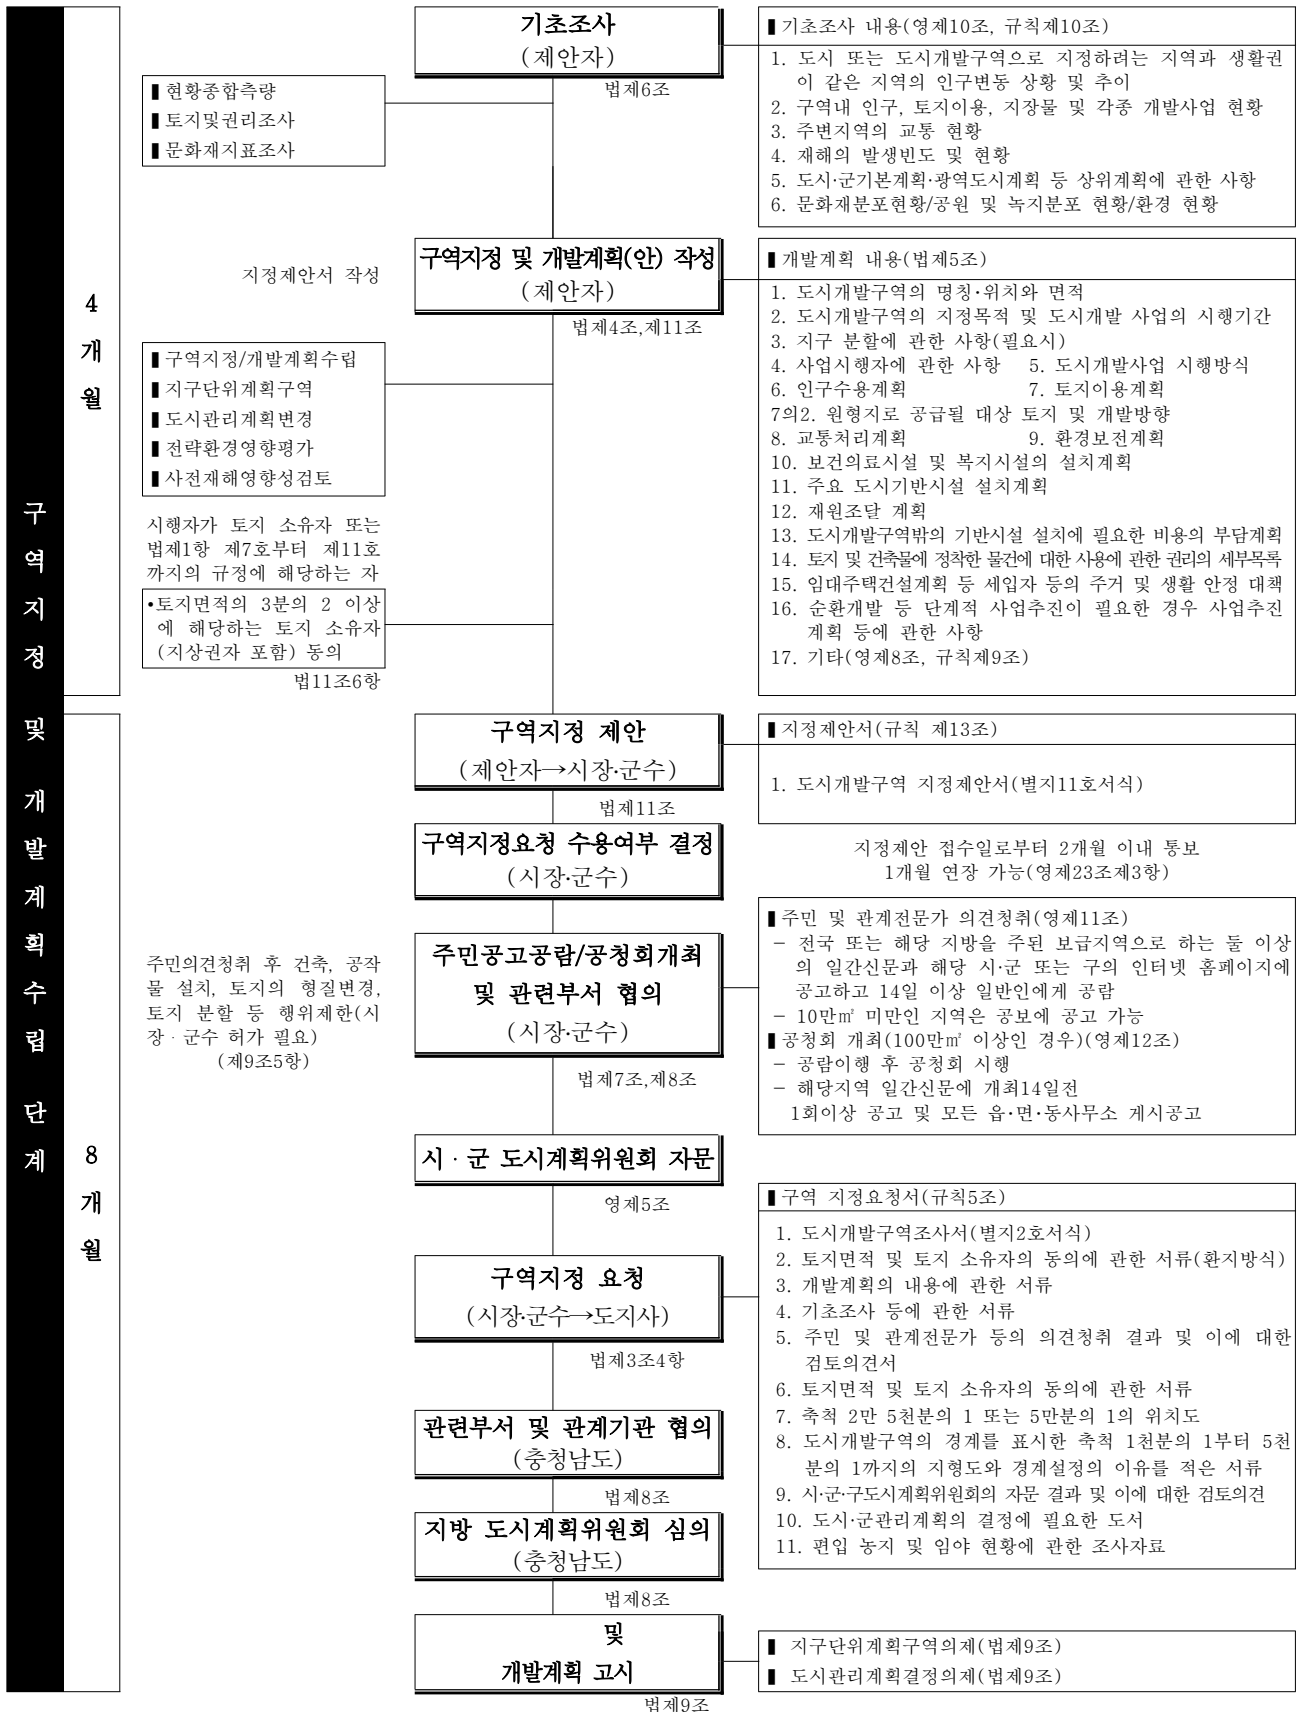 구역지정 및 개발계획수립 단계
4개월
기초조사
(제안자)
법제6조
▌현황종합측량
▌토지및권리조사
▌문화재지표조사
▌기초조사 내용(영제10조, 규칙제10조)
1. 도시 또는 도시개발구역으로 지정하려는 지역과 생활권
이 같은 지역의 인구변동 상황 및 추이
2. 구역내 인구, 토지이용, 지장물 및 각종 개발사업 현황
3. 주변지역의 교통 현황
4. 재해의 발생빈도 및 현황
5. 도시·군기본계획·광역도시계획 등 상위계획에 관한 사항
6. 문화재분포현황/공원 및 녹지분포 현황/환경 현황
지정제안서 작성
구역지정 및 개발계획(안) 작성
(제안자)
법제4조,제11조
▌구역지정/개발계획수립
▌지구단위계획구역
▌도시관리계획변경
▌전략환경영향평가
▌사전재해영향성검토
시행자가 토지 소유자 또는
법제1항 제7호부터 제11호
까지의 규정에 해당하는 자
•토지면적의 3분의 2 이상
에 해당하는 토지 소유자
(지상권자 포함) 동의
법11조6항
▌개발계획 내용(법제5조)
1. 도시개발구역의 명칭·위치와 면적
2. 도시개발구역의 지정목적 및 도시개발 사업의 시행기간
3. 지구 분할에 관한 사항(필요시)
4. 사업시행자에 관한 사항 5. 도시개발사업 시행방식
6. 인구수용계획 7. 토지이용계획
7의2. 원형지로 공급될 대상 토지 및 개발방향
8. 교통처리계획 9. 환경보전계획
10. 보건의료시설 및 복지시설의 설치계획
11. 주요 도시기반시설 설치계획
12. 재원조달 계획
13. 도시개발구역밖의 기반시설 설치에 필요한 비용의 부담계획
14. 토지 및 건축물에 정착한 물건에 대한 사용에 관한 권리의 세부목록
15. 임대주택건설계획 등 세입자 등의 주거 및 생활 안정 대책
16. 순환개발 등 단계적 사업추진이 필요한 경우 사업추진
계획 등에 관한 사항
17. 기타(영제8조, 규칙제9조)
8개월
구역지정 제안
(제안자→시장·군수)
법제11조
▌지정제안서(규칙 제13조)
1. 도시개발구역 지정제안서(별지11호서식)
구역지정요청 수용여부 결정
(시장·군수)
지정제안 접수일로부터 2개월 이내 통보
1개월 연장 가능(영제23조제3항)
주민의견청취 후 건축, 공작
물 설치, 토지의 형질변경,
토지 분할 등 행위제한(시
장 · 군수 허가 필요)
(제9조5항)
주민공고공람/공청회개최
및 관련부서 협의
(시장·군수)
법제7조,제8조
▌주민 및 관계전문가 의견청취(영제11조)
- 전국 또는 해당 지방을 주된 보급지역으로 하는 둘 이상
의 일간신문과 해당 시·군 또는 구의 인터넷 홈페이지에
공고하고 14일 이상 일반인에게 공람
- 10만㎡ 미만인 지역은 공보에 공고 가능
▌공청회 개최(100만㎡ 이상인 경우)(영제12조)
- 공람이행 후 공청회 시행
- 해당지역 일간신문에 개최14일전
1회이상 공고 및 모든 읍·면·동사무소 게시공고
시 · 군 도시계획위원회 자문
영제5조
구역지정 요청
(시장·군수→도지사)
법제3조4항
▌구역 지정요청서(규칙5조)
1. 도시개발구역조사서(별지2호서식)
2. 토지면적 및 토지 소유자의 동의에 관한 서류(환지방식)
3. 개발계획의 내용에 관한 서류
4. 기초조사 등에 관한 서류
5. 주민 및 관계전문가 등의 의견청취 결과 및 이에 대한
검토의견서
6. 토지면적 및 토지 소유자의 동의에 관한 서류
7. 축척 2만 5천분의 1 또는 5만분의 1의 위치도
8. 도시개발구역의 경계를 표시한 축척 1천분의 1부터 5천
분의 1까지의 지형도와 경계설정의 이유를 적은 서류
9. 시·군·구도시계획위원회의 자문 결과 및 이에 대한 검토의견
10. 도시·군관리계획의 결정에 필요한 도서
11. 편입 농지 및 임야 현황에 관한 조사자료
관련부서 및 관계기관 협의
(충청남도)
법제8조
지방 도시계획위원회 심의
(충청남도)
법제8조
및
개발계획 고시
법제9조
▌ 지구단위계획구역의제(법제9조)
▌ 도시관리계획결정의제(법제9조)